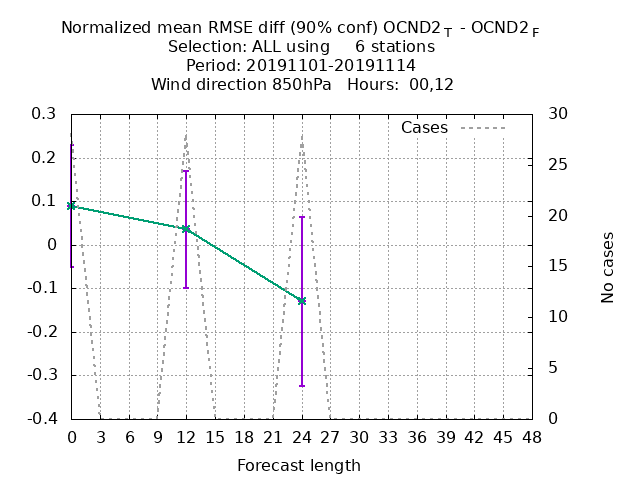 Normalized mean RMSE diff (90% conf) OCND2 T - OCND2 F
Selection: ALL using 6 stations
Period: 20191101-20191114
Wind direction 850hPa Hours: 00,12
Cases
0.3
0.2
0.1
0
-0.1
-0.2
-0.3
-0.4
30
25
20
15
10
5
0
No cases
0 3 6 9 12 15 18 21 24 27 30 33 36 39 42 45 48
Forecast length